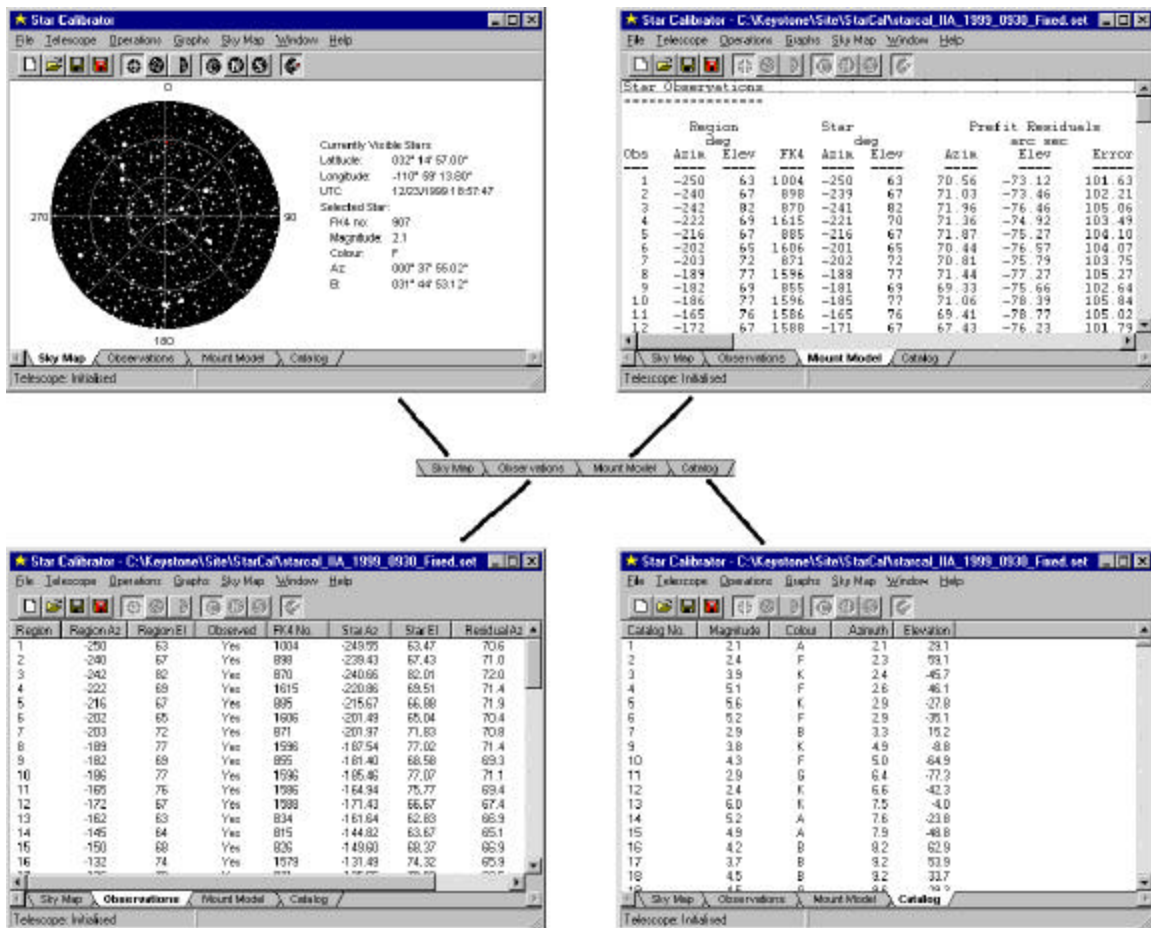 Star Calibrator
File Telescope Operations Graphs Sky Map Window Help
0
270
90
180
Currently Visible Stars
Latitude: 032° 14' 57.00"
Longitude: -110° 59' 13.80"
UTC: 12/23/1999 18:57:47
Selected Star:
FK4 no: 907
Magnitude: 2.1
Colour: F
Az: 000° 37' 55.02"
El: 031° 44' 53.12"
Sky Map Observations Mount Model Catalog
Telescope: Initialised
Star Calibrator - C:\Keystone\Site\StarCal\starcal_IIA_1999_0930_Fixed.set
File Telescope Operations Graphs Sky Map Window Help
Star Observations
==================
Region Star Prefit Residuals
deg deg arc sec
Obs Azim Elev FK4 Azim Elev Azim Elev Error
1 -250 63 1004 -250 63 70.56 -73.12 101.63
2 -240 67 898 -239 67 71.03 -73.46 102.21
3 -242 82 870 -241 82 71.96 -76.46 105.06
4 -222 69 1615 -221 70 71.36 -74.92 103.49
5 -216 67 885 -216 67 71.87 -75.27 104.10
6 -202 65 1606 -201 65 70.44 -76.57 104.07
7 -203 72 871 -202 72 70.81 -75.79 103.75
8 -189 77 1596 -188 77 71.44 -77.27 105.27
9 -182 69 855 -181 69 69.33 -75.66 102.64
10 -186 77 1596 -185 77 71.06 -78.39 105.84
11 -165 76 1586 -165 76 69.41 -78.77 105.02
12 -172 67 1588 -171 67 67.43 -76.23 101.79
Sky Map Observations Mount Model Catalog
Telescope: Initialised
Sky Map Observations Mount Model Catalog
Star Calibrator - C:\Keystone\Site\StarCal\starcal_IIA_1999_0930_Fixed.set
File Telescope Operations Graphs Sky Map Window Help
Region Region Az Region El Observed FK4 No. Star Az Star El Residual Az
1 -250 63 Yes 1004 -249.55 63.47 70.6
2 -240 67 Yes 898 -239.43 67.43 71.0
3 -242 82 Yes 870 -240.66 82.01 72.0
4 -222 69 Yes 1615 -220.86 69.51 71.4
5 -216 67 Yes 885 -215.67 66.88 71.9
6 -202 65 Yes 1606 -201.49 65.04 70.4
7 -203 72 Yes 871 -201.97 71.83 70.8
8 -189 77 Yes 1596 -187.54 77.02 71.4
9 -182 69 Yes 855 -181.40 68.58 69.3
10 -186 77 Yes 1596 -185.46 77.07 71.1
11 -165 76 Yes 1586 -164.94 75.77 69.4
12 -172 67 Yes 1588 -171.43 66.67 67.4
13 -162 63 Yes 834 -161.64 62.83 66.9
14 -145 64 Yes 815 -144.82 63.67 65.1
15 -150 68 Yes 826 -149.60 68.37 66.9
16 -132 74 Yes 1579 -131.49 74.32 65.9
Sky Map Observations Mount Model Catalog
Telescope: Initialised
Star Calibrator - C:\Keystone\Site\StarCal\starcal_IIA_1999_0930_Fixed.set
File Telescope Operations Graphs Sky Map Window Help
Catalog No. Magnitude Colour Azimuth Elevation
1 2.1 A 2.1 29.1
2 2.4 F 2.3 59.1
3 3.9 K 2.4 -45.7
4 5.1 F 2.6 46.1
5 5.6 K 2.9 -27.8
6 5.2 F 2.9 -35.1
7 2.9 B 3.3 15.2
9 3.8 K 4.9 -8.8
10 4.3 F 5.0 -64.9
11 2.9 G 6.4 -77.3
12 2.4 K 6.6 -42.3
13 6.0 K 7.5 -4.0
14 5.2 A 7.6 -23.8
15 4.9 A 7.9 -48.8
16 4.2 B 8.2 62.9
17 3.7 B 9.2 53.9
18 4.5 B 9.2 33.7
Sky Map Observations Mount Model Catalog
Telescope: Initialised